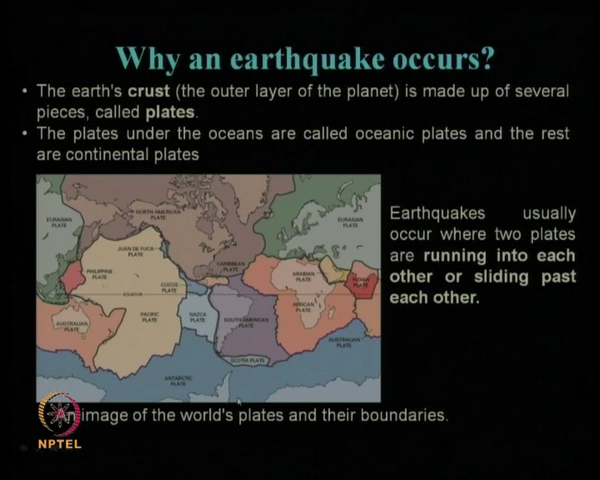 Why an earthquake occurs?
• The earth's crust (the outer layer of the planet) is made up of several
pieces, called plates.
• The plates under the oceans are called oceanic plates and the rest
are continental plates
EURASIAN
PLATE
NORTH AMERICAN
PLATE
EURASIAN
PLATE
JUAN DE FUCA
PLATE
CARIBBEAN
PLATE
PHILIPPINE
PLATE
ARABIAN
PLATE
INDIAN
PLATE
COCOS
PLATE
EQUATOR
AFRICAN
PLATE
AUSTRALIAN
PLATE
PACIFIC
PLATE
NAZCA
PLATE
SOUTH AMERICAN
PLATE
AUSTRALIAN
PLATE
SCOTIA PLATE
ANTARCTIC
PLATE
Earthquakes usually
occur where two plates
are running into each
other or sliding past
each other.
An image of the world's plates and their boundaries.
NPTEL